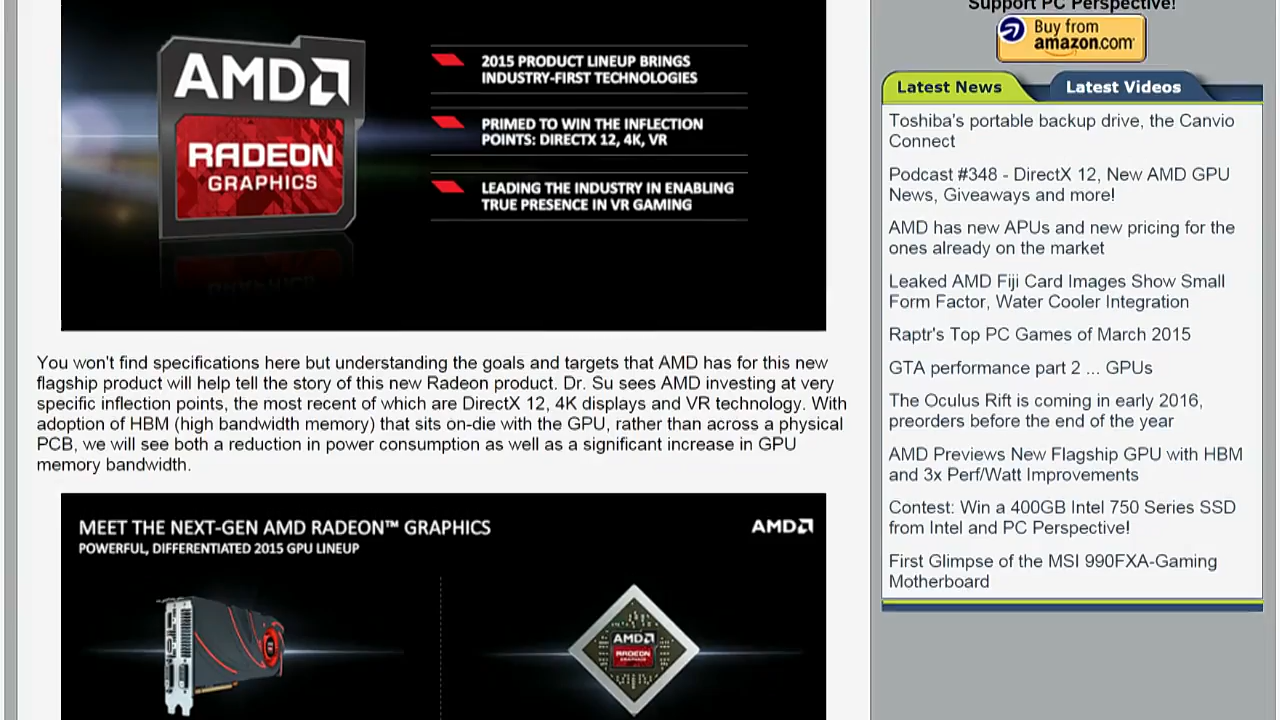 Support PC Perspective!
Buy from
amazon.com
AMD
RADEON
GRAPHICS
2015 PRODUCT LINEUP BRINGS
INDUSTRY-FIRST TECHNOLOGIES
PRIMED TO WIN THE INFLECTION
POINTS: DIRECTX 12, 4K, VR
LEADING THE INDUSTRY IN ENABLING
TRUE PRESENCE IN VR GAMING
You won't find specifications here but understanding the goals and targets that AMD has for this new
flagship product will help tell the story of this new Radeon product. Dr. Su sees AMD investing at very
specific inflection points, the most recent of which are DirectX 12, 4K displays and VR technology. With
adoption of HBM (high bandwidth memory) that sits on-die with the GPU, rather than across a physical
PCB, we will see both a reduction in power consumption as well as a significant increase in GPU
memory bandwidth.
MEET THE NEXT-GEN AMD RADEON™ GRAPHICS
POWERFUL, DIFFERENTIATED 2015 GPU LINEUP
AMD
AMD
RADEON
GRAPHICS
Latest News
Latest Videos
Toshiba's portable backup drive, the Canvio
Connect
Podcast #348 - DirectX 12, New AMD GPU
News, Giveaways and more!
AMD has new APUs and new pricing for the
ones already on the market
Leaked AMD Fiji Card Images Show Small
Form Factor, Water Cooler Integration
Raptr's Top PC Games of March 2015
GTA performance part 2 ... GPUs
The Oculus Rift is coming in early 2016,
preorders before the end of the year
AMD Previews New Flagship GPU with HBM
and 3x Perf/Watt Improvements
Contest: Win a 400GB Intel 750 Series SSD
from Intel and PC Perspective!
First Glimpse of the MSI 990FXA-Gaming
Motherboard